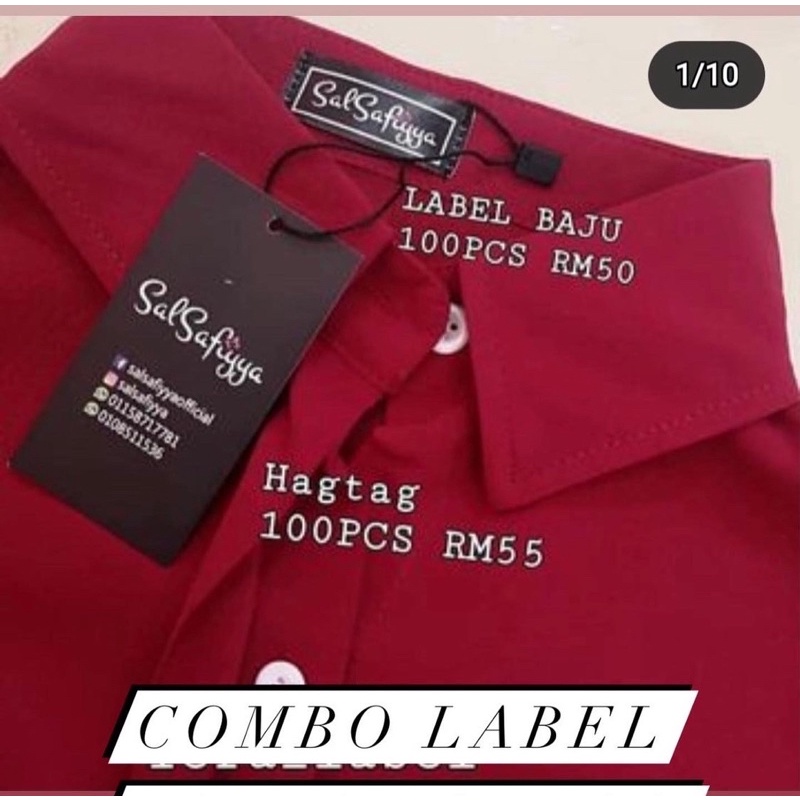 1/10
SalSafiyya
LABEL BAJU
100PCS RM50
SalSafiyya
salsafiyyaofficial
salsafiyya
01158717781
0108511536
Hagtag
100PCS RM55
COMBO LABEL